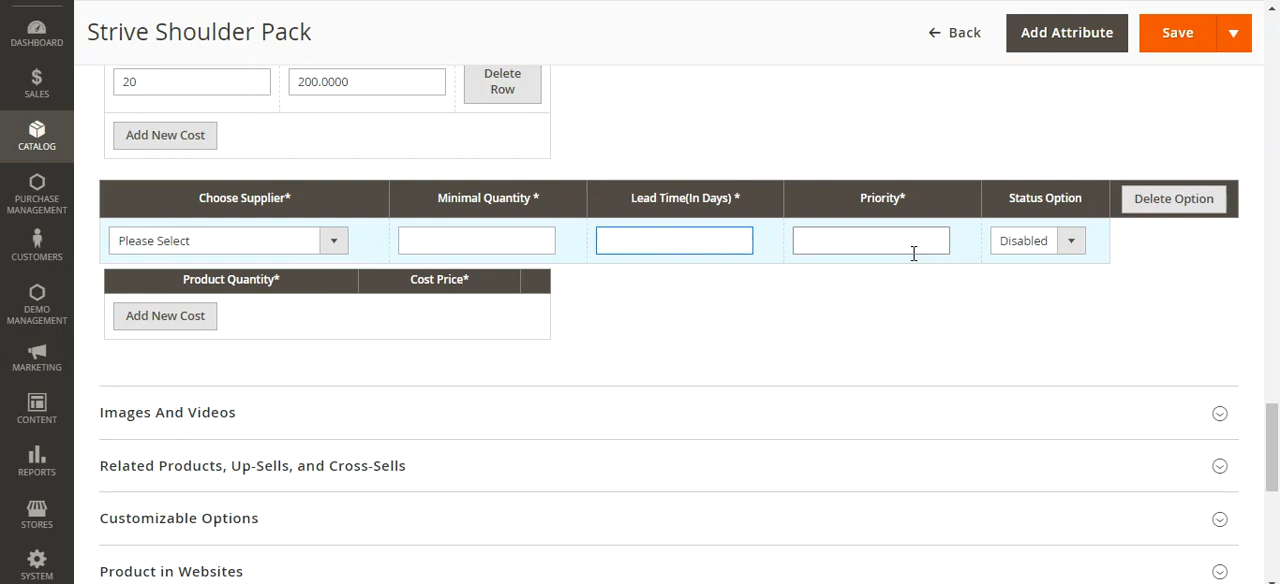 Strive Shoulder Pack
Back
Add Attribute
Save
DASHBOARD
SALES
CATALOG
PURCHASE
MANAGEMENT
CUSTOMERS
DEMO
MANAGEMENT
MARKETING
CONTENT
REPORTS
STORES
SYSTEM
20
200.0000
Delete
Row
Add New Cost
Choose Supplier*
Minimal Quantity *
Lead Time(In Days) *
Priority*
Status Option
Delete Option
Please Select
Disabled
Product Quantity*
Cost Price*
Add New Cost
Images And Videos
Related Products, Up-Sells, and Cross-Sells
Customizable Options
Product in Websites